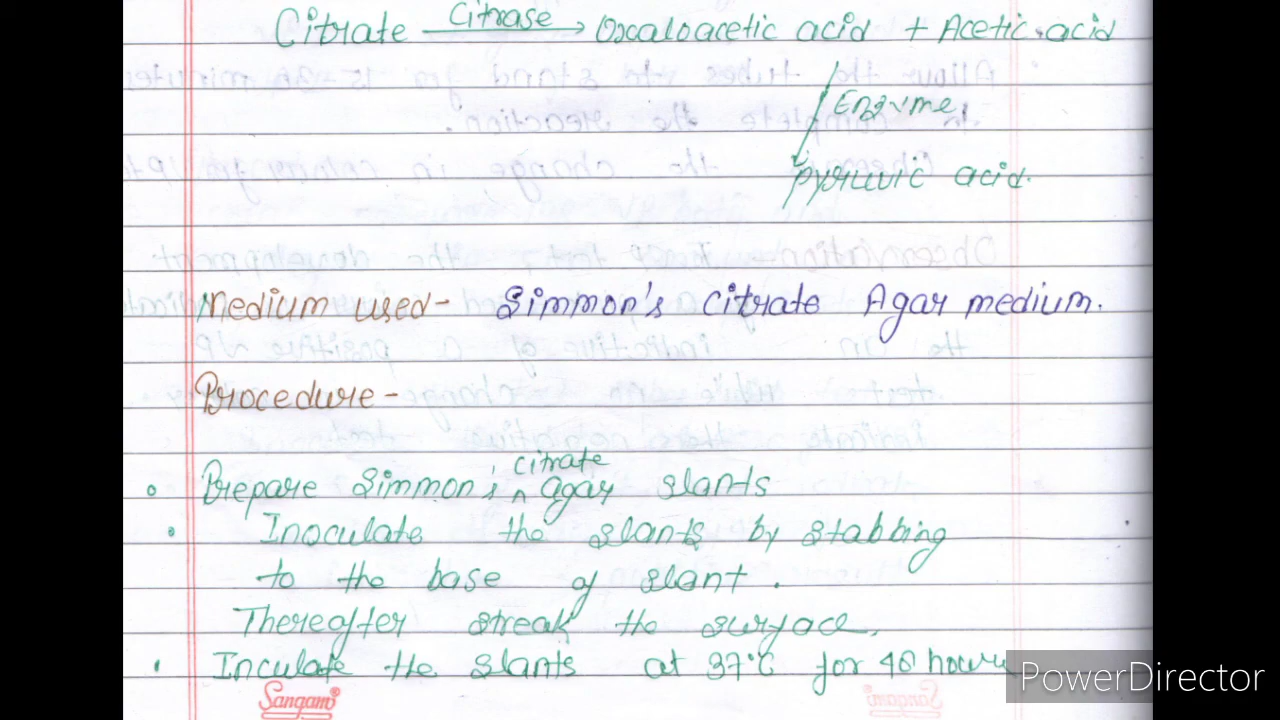 Citrate Citrase → Oxaloacetic acid + Acetic acid
Enzyme
Pyruvic acid.
Medium used - Simmon's Citrate Agar medium.
Procedure -
Prepare Simmon's citrate agar slants
Inoculate the slants by stabbing
to the base of slant.
Thereafter streak the surface.
Inculate the slants at 37°C for 48 hours
Sangam
PowerDirector